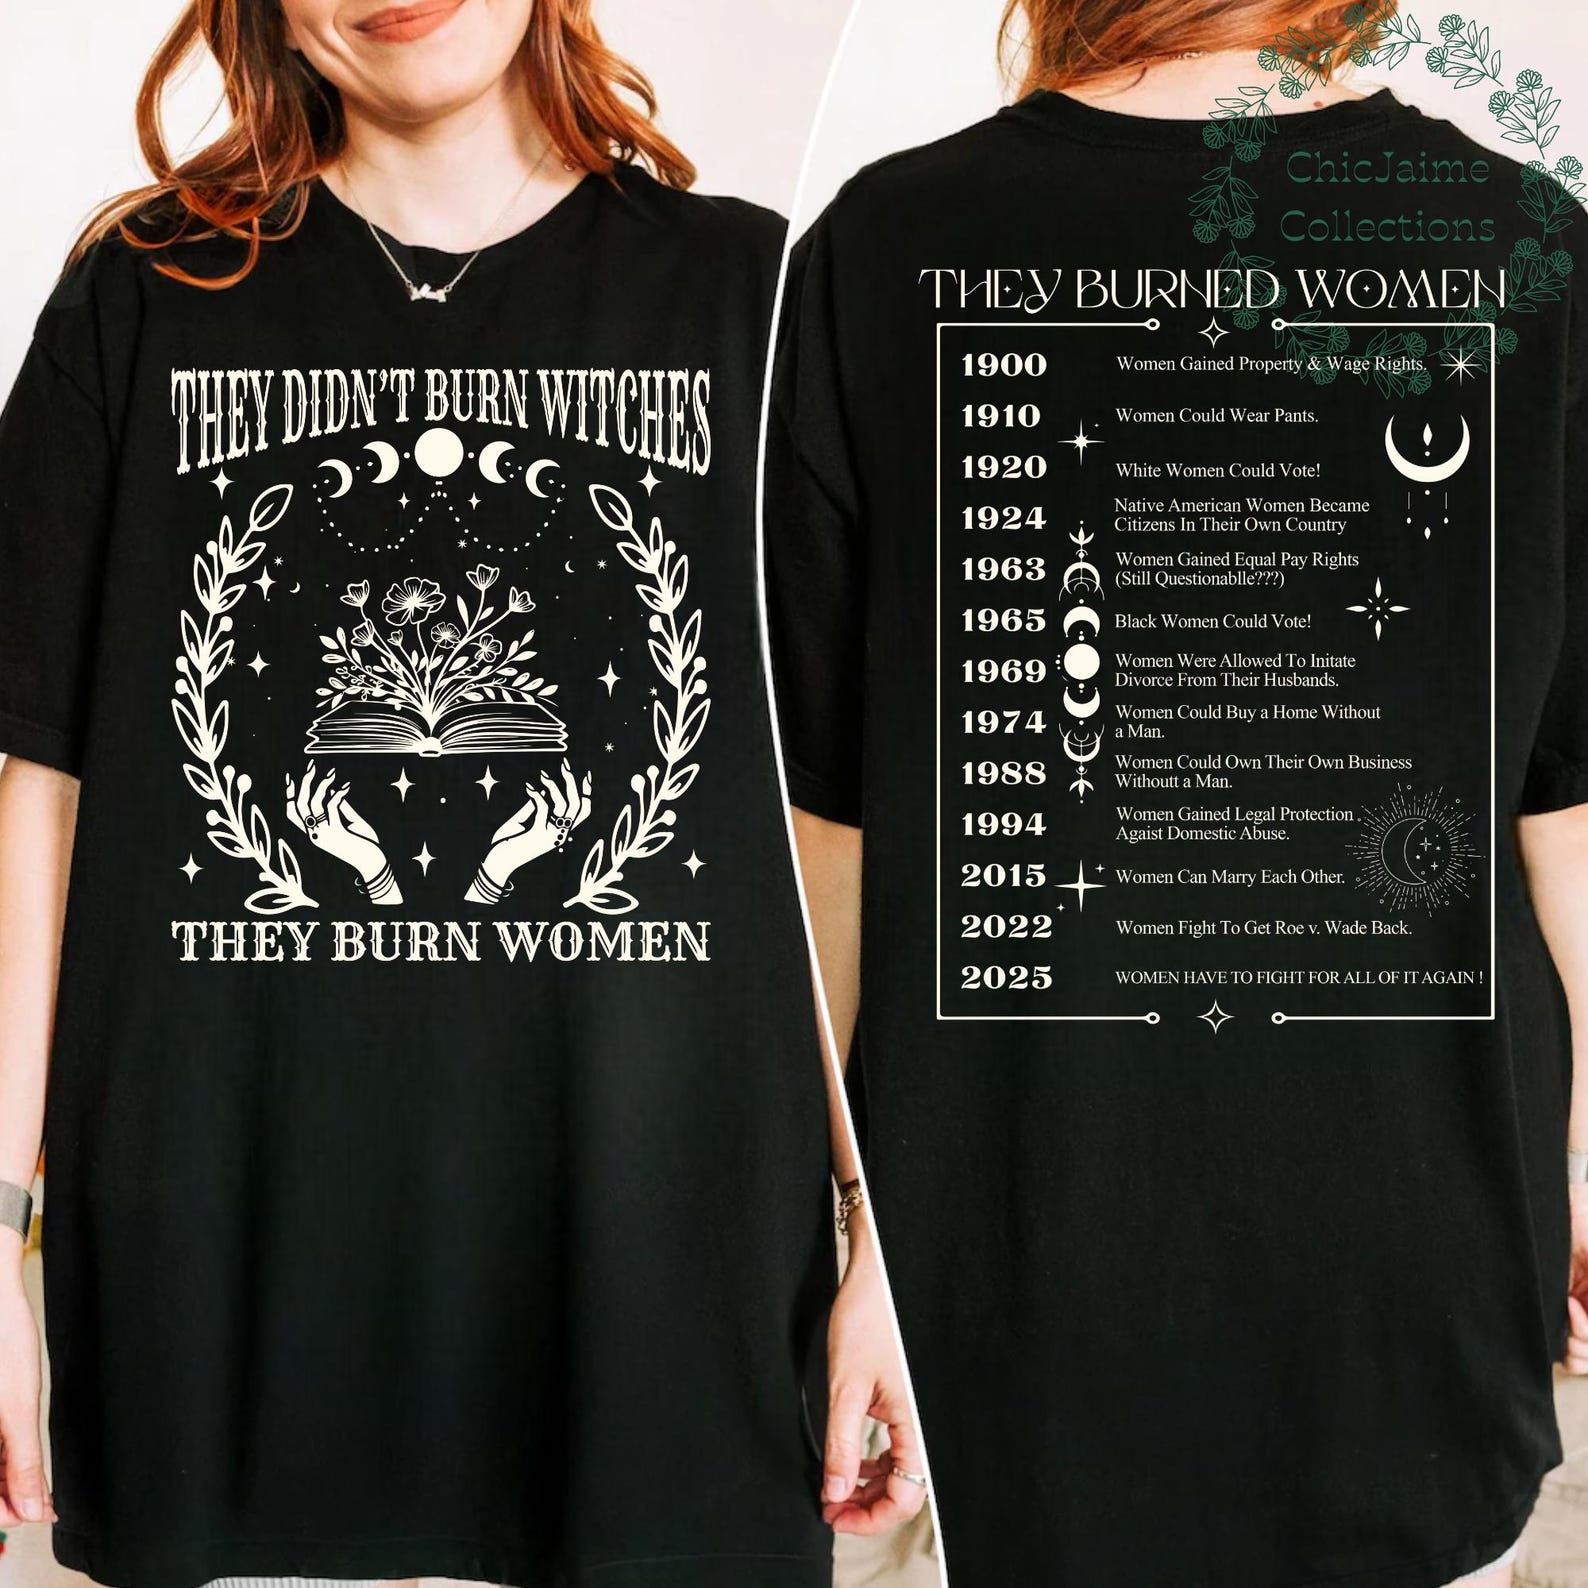 THEY DIDN'T BURN WITCHES
THEY BURN WOMEN
ChicJaime
Collections
THEY BURNED WOMEN
1900 Women Gained Property & Wage Rights.
1910 Women Could Wear Pants.
1920 White Women Could Vote!
1924 Native American Women Became
Citizens In Their Own Country
1963 Women Gained Equal Pay Rights
(Still Questionablle???)
1965 Black Women Could Vote!
1969 Women Were Allowed To Initate
Divorce From Their Husbands.
1974 Women Could Buy a Home Without
a Man.
1988 Women Could Own Their Own Business
Withoutt a Man.
1994 Women Gained Legal Protection
Agaist Domestic Abuse.
2015 Women Can Marry Each Other.
2022 Women Fight To Get Roe v. Wade Back.
2025 WOMEN HAVE TO FIGHT FOR ALL OF IT AGAIN !